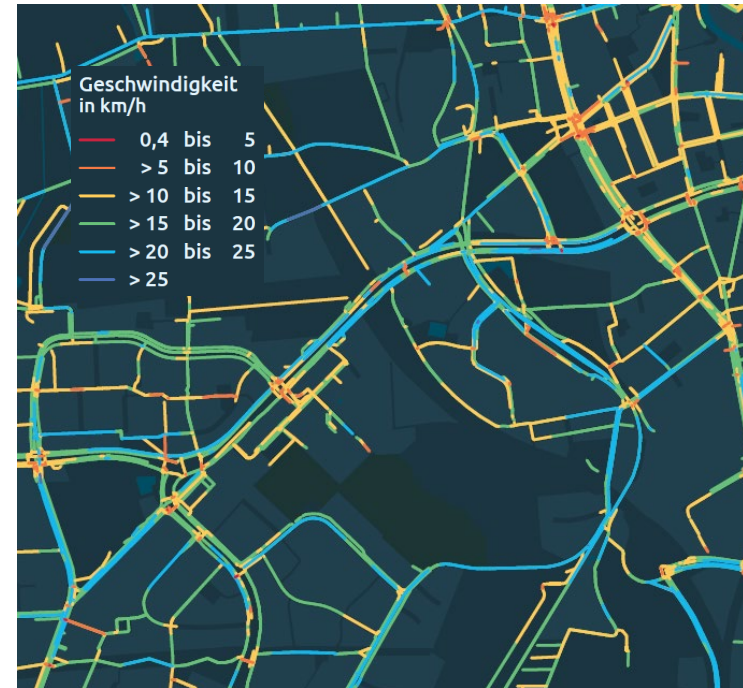 Geschwindigkeit
in km/h
0,4 bis 5
> 5 bis 10
> 10 bis 15
> 15 bis 20
> 20 bis 25
> 25